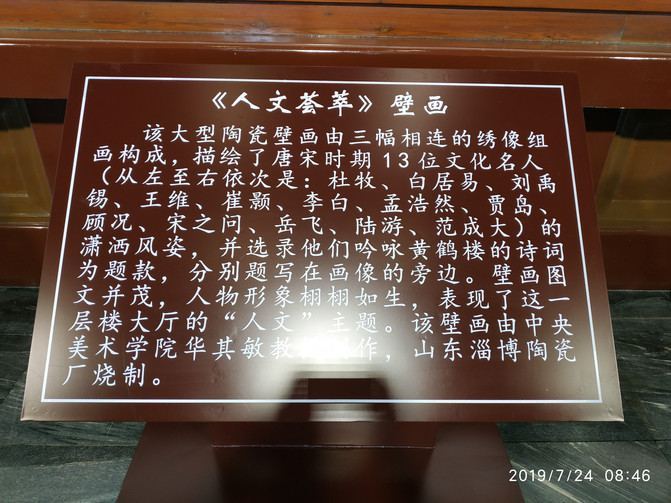 《人文荟萃》壁画
该大型陶瓷壁画由三幅相连的绣像组
画构成，描绘了唐宋时期13位文化名人
（从左至右依次是：杜牧、白居易、刘禹
锡、王维、崔颢、李白、孟浩然、贾岛、
顾况、宋之问、岳飞、陆游、范成大）的
潇洒风姿，并选录他们吟咏黄鹤楼的诗词
为题款，分别题写在画像的旁边。壁画图
文并茂，人物形象栩栩如生，表现了这一
层楼大厅的“人文”主题。该壁画由中央
美术学院华其敏教 作，山东淄博陶瓷
厂烧制。
2019/7/24 08:46